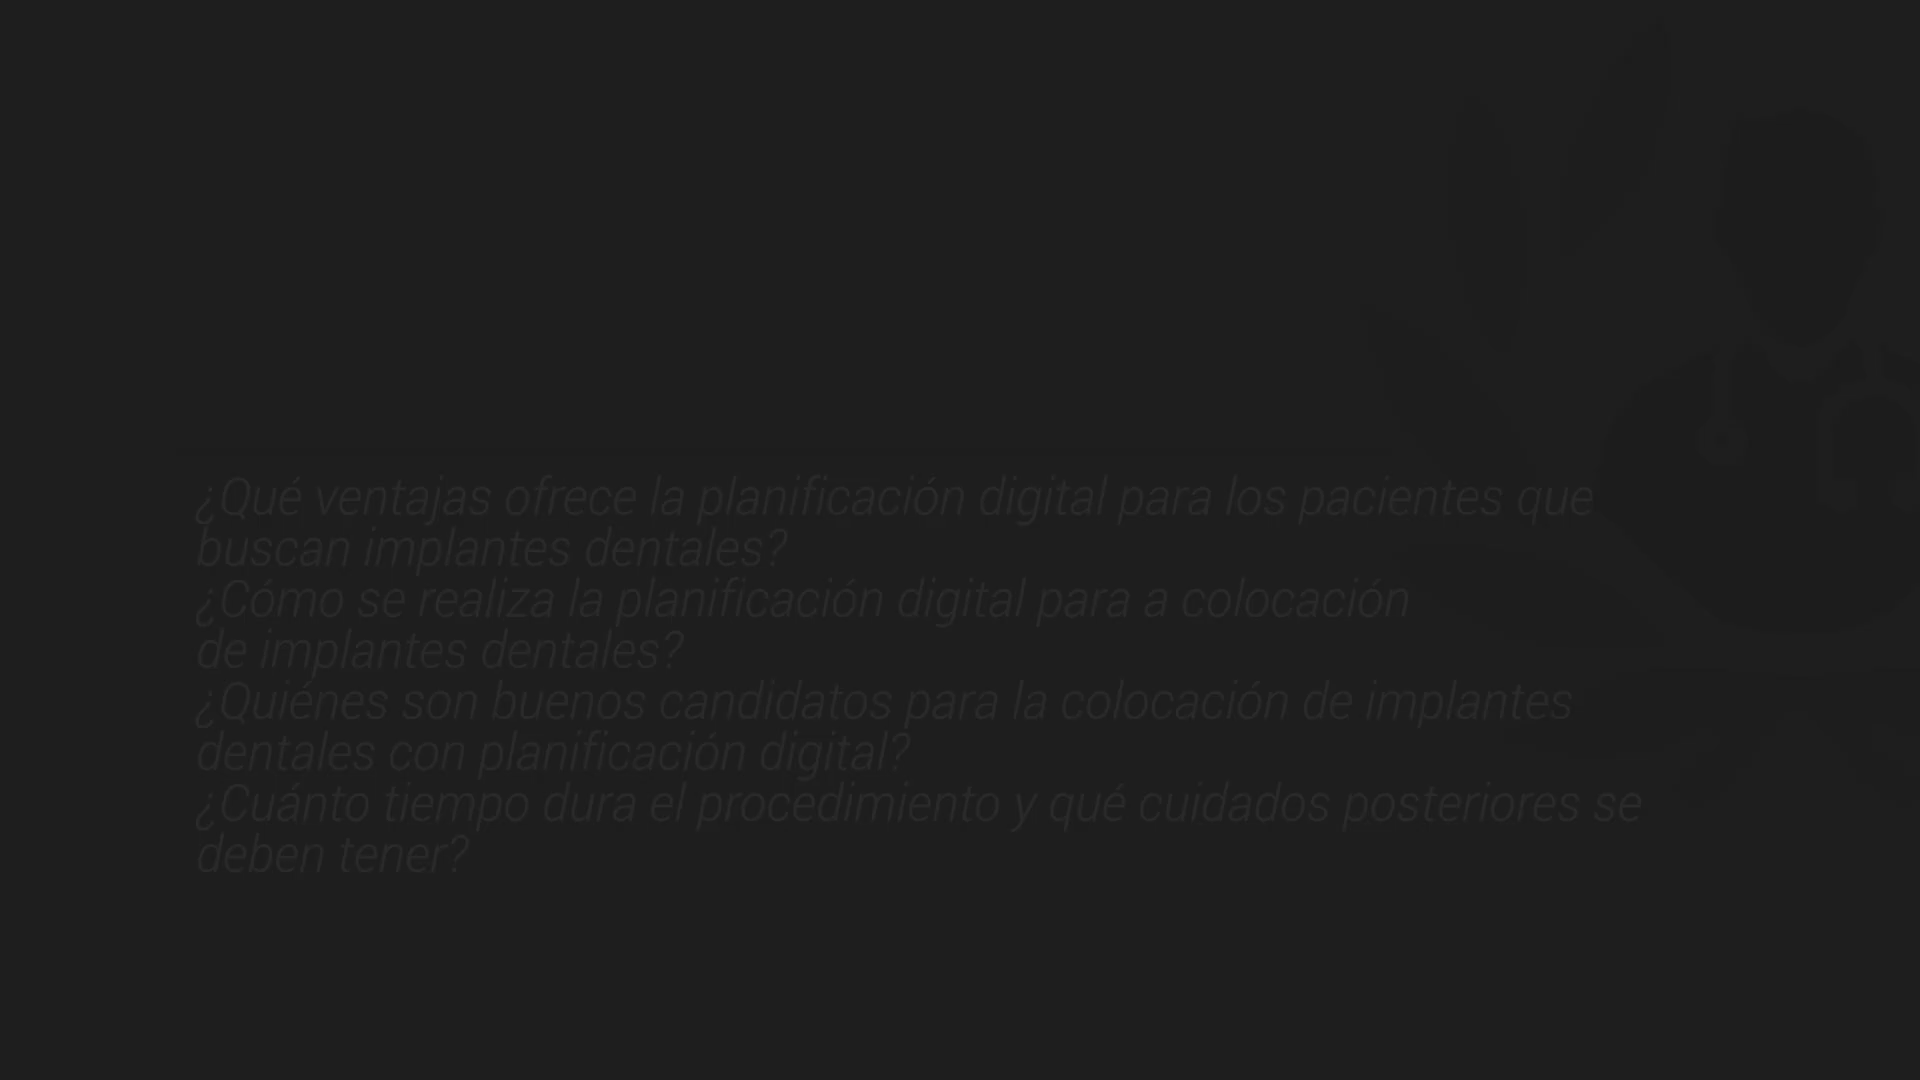 ¿Qué ventajas ofrece la planificación digital para los pacientes que
buscan implantes dentales?
¿Cómo se realiza la planificación digital para a colocación
de implantes dentales?
¿Quiénes son buenos candidatos para la colocación de implantes
dentales con planificación digital?
¿Cuánto tiempo dura el procedimiento y qué cuidados posteriores se
deben tener?